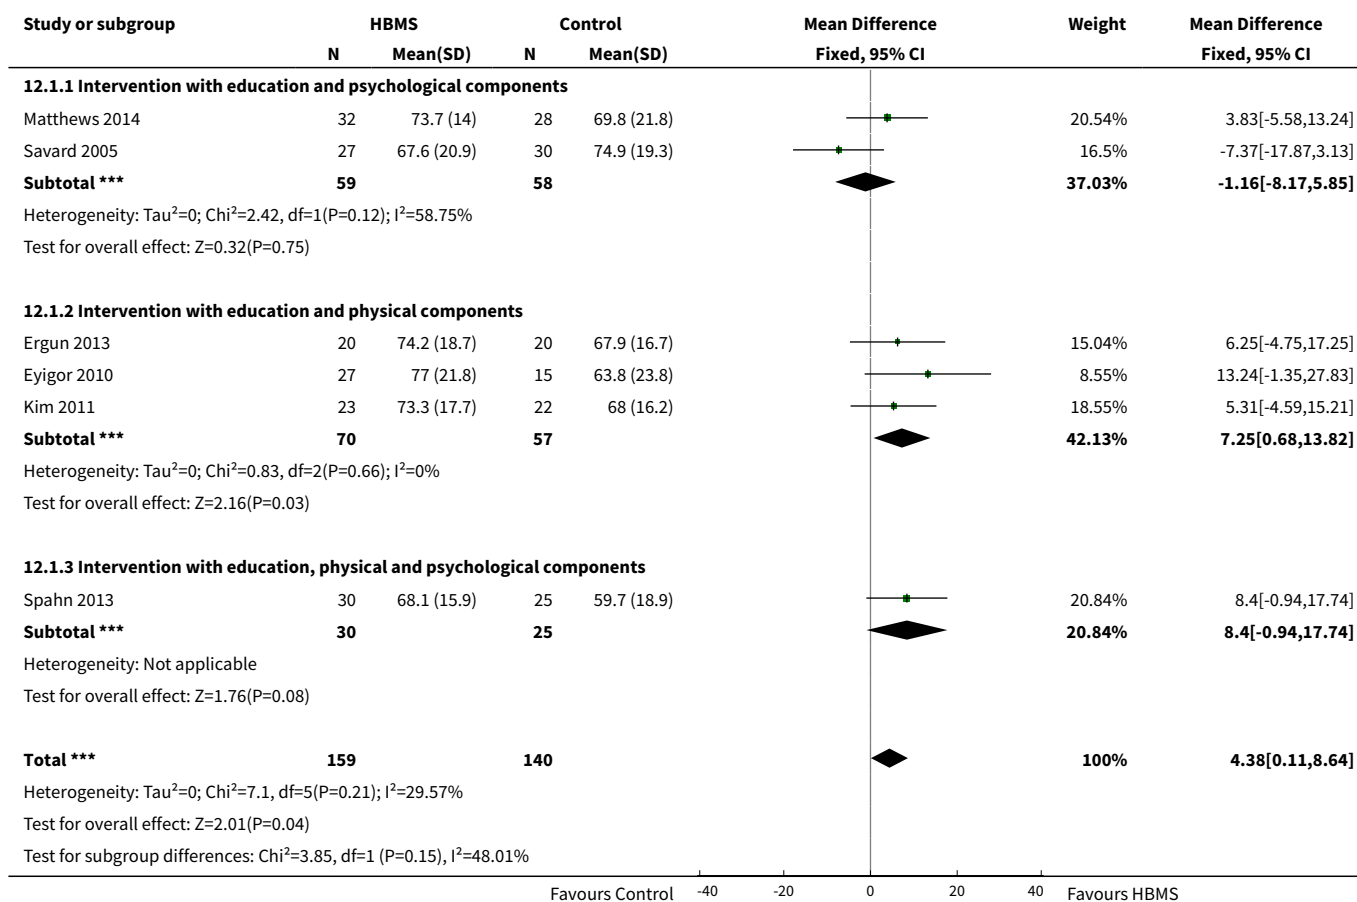 Study or subgroup HBMS Control Mean Difference Weight Mean Difference
N Mean(SD) N Mean(SD) Fixed, 95% CI Fixed, 95% CI
12.1.1 Intervention with education and psychological components
Matthews 2014 32 73.7 (14) 28 69.8 (21.8) 20.54% 3.83[-5.58,13.24]
Savard 2005 27 67.6 (20.9) 30 74.9 (19.3) 16.5% -7.37[-17.87,3.13]
Subtotal *** 59 58 37.03% -1.16[-8.17,5.85]
Heterogeneity: Tau²=0; Chi²=2.42, df=1(P=0.12); I²=58.75%
Test for overall effect: Z=0.32(P=0.75)
12.1.2 Intervention with education and physical components
Ergun 2013 20 74.2 (18.7) 20 67.9 (16.7) 15.04% 6.25[-4.75,17.25]
Eyigor 2010 27 77 (21.8) 15 63.8 (23.8) 8.55% 13.24[-1.35,27.83]
Kim 2011 23 73.3 (17.7) 22 68 (16.2) 18.55% 5.31[-4.59,15.21]
Subtotal *** 70 57 42.13% 7.25[0.68,13.82]
Heterogeneity: Tau²=0; Chi²=0.83, df=2(P=0.66); I²=0%
Test for overall effect: Z=2.16(P=0.03)
12.1.3 Intervention with education, physical and psychological components
Spahn 2013 30 68.1 (15.9) 25 59.7 (18.9) 20.84% 8.4[-0.94,17.74]
Subtotal *** 30 25 20.84% 8.4[-0.94,17.74]
Heterogeneity: Not applicable
Test for overall effect: Z=1.76(P=0.08)
Total *** 159 140 100% 4.38[0.11,8.64]
Heterogeneity: Tau²=0; Chi²=7.1, df=5(P=0.21); I²=29.57%
Test for overall effect: Z=2.01(P=0.04)
Test for subgroup differences: Chi²=3.85, df=1 (P=0.15), I²=48.01%
Favours Control -40 -20 0 20 40 Favours HBMS